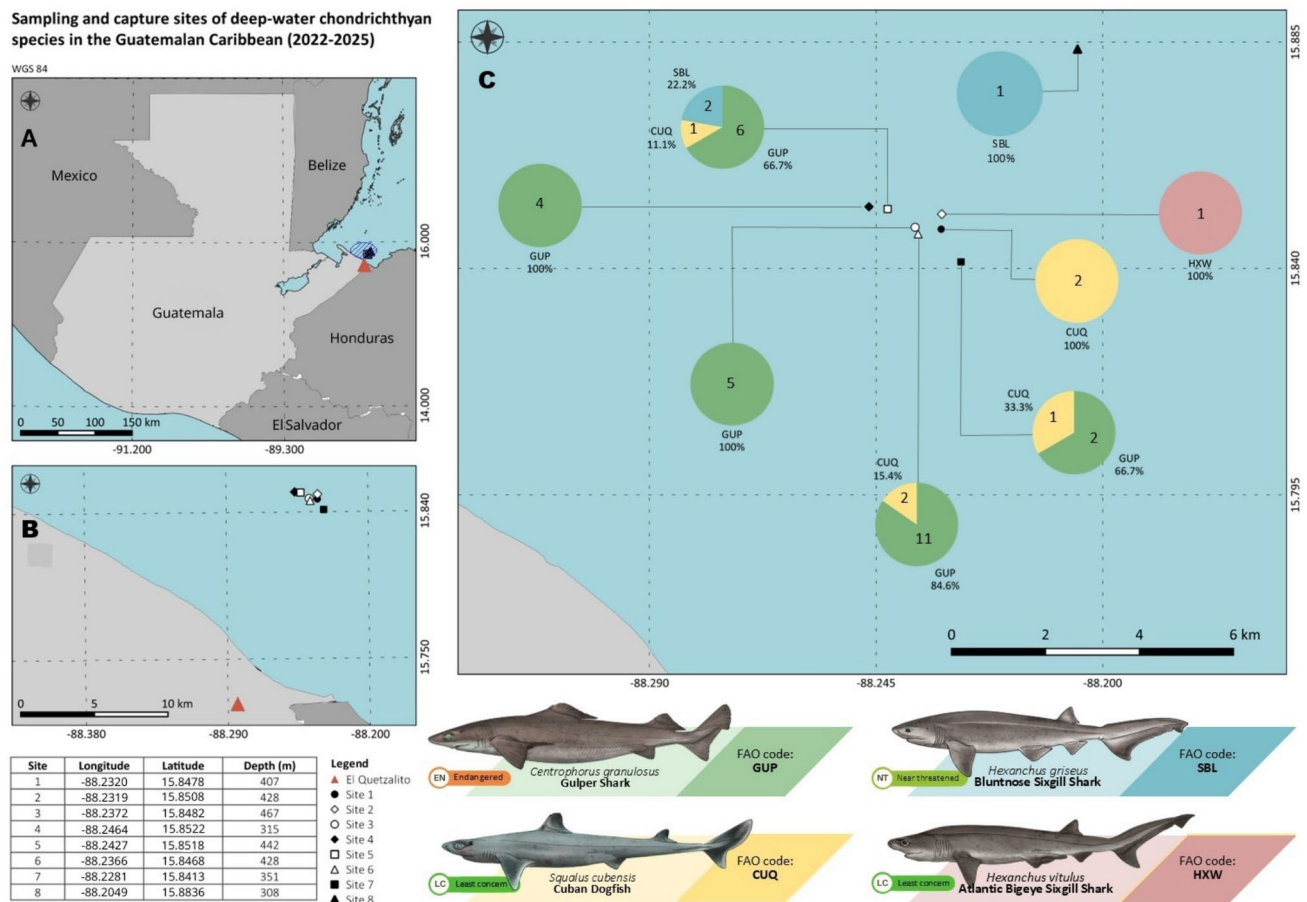 Sampling and capture sites of deep-water chondrichthyan
species in the Guatemalan Caribbean (2022-2025)
WGS 84
A
Mexico
Belize
Guatemala
Honduras
El Salvador
16.000
14.000
0 50 100 150 km
-91.200 -89.300
B
15.840
15.750
0 5 10 km
-88.380 -88.290 -88.200
C
SBL
22.2%
2
CUQ
11.1%
1
6
GUP
66.7%
1
SBL
100%
4
GUP
100%
1
HXW
100%
2
CUQ
100%
5
GUP
100%
CUQ
33.3%
1
2
GUP
66.7%
CUQ
15.4%
2
11
GUP
84.6%
15.885
15.840
15.795
0 2 4 6 km
-88.290 -88.245 -88.200
Site Longitude Latitude Depth (m)
1 -88.2320 15.8478 407
2 -88.2319 15.8508 428
3 -88.2372 15.8482 467
4 -88.2464 15.8522 315
5 -88.2427 15.8518 442
6 -88.2366 15.8468 428
7 -88.2281 15.8413 351
8 -88.2049 15.8836 308
Legend
El Quetzalito
Site 1
Site 2
Site 3
Site 4
Site 5
Site 6
Site 7
Site 8
EN Endangered
Centrophorus granulosus
Gulper Shark
FAO code:
GUP
NT Near threatened
Hexanchus griseus
Bluntnose Sixgill Shark
FAO code:
SBL
LC Least concern
Squalus cubensis
Cuban Dogfish
FAO code:
CUQ
LC Least concern
Hexanchus vitulus
Atlantic Bigeye Sixgill Shark
FAO code:
HXW